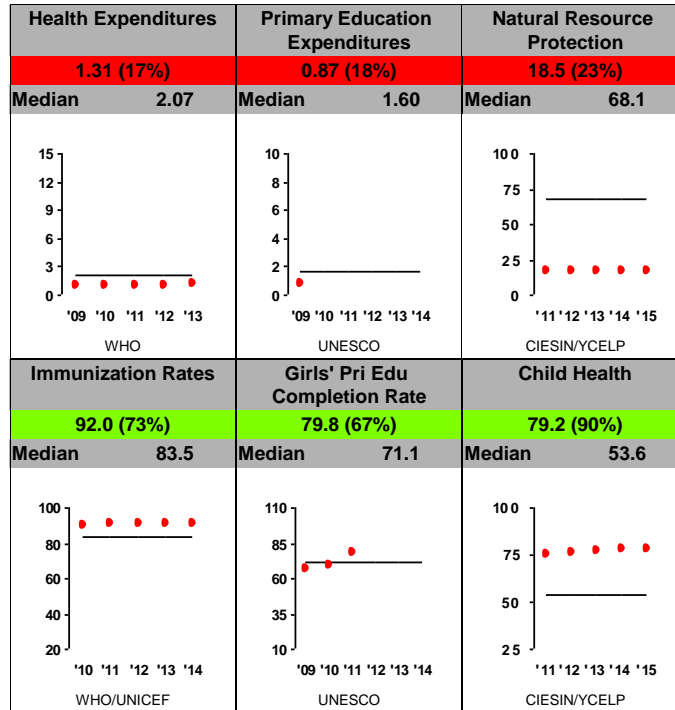 Health Expenditures
1.31 (17%)
Median 2.07
15
12
9
6
3
0
'09 '10 '11 '12 '13
WHO
Primary Education
Expenditures
0.87 (18%)
Median 1.60
10
8
6
4
2
0
'09 '10 '11 '12 '13 '14
UNESCO
Natural Resource
Protection
18.5 (23%)
Median 68.1
100
75
50
25
0
'11 '12 '13 '14 '15
CIESIN/YCELP
Immunization Rates
92.0 (73%)
Median 83.5
100
80
60
40
20
'10 '11 '12 '13 '14
WHO/UNICEF
Girls' Pri Edu
Completion Rate
79.8 (67%)
Median 71.1
110
85
60
35
10
'09 '10 '11 '12 '13 '14
UNESCO
Child Health
79.2 (90%)
Median 53.6
100
75
50
25
'11 '12 '13 '14 '15
CIESIN/YCELP